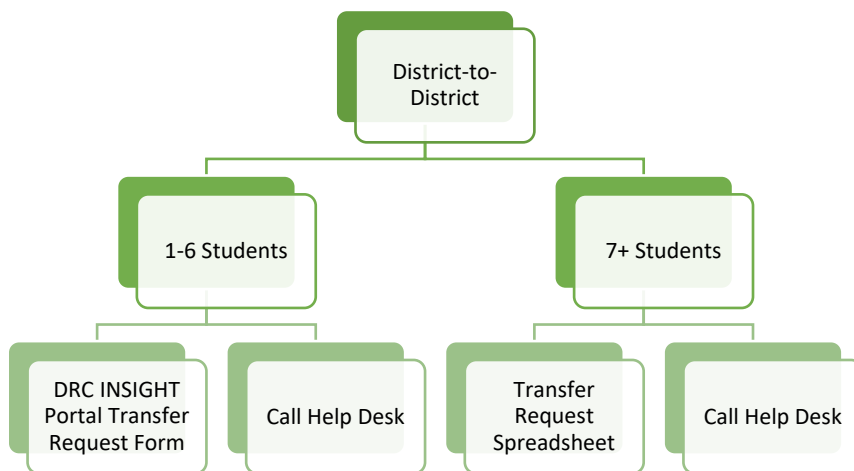 District-to-
District
1-6 Students
7+ Students
DRC INSIGHT
Portal Transfer
Request Form
Call Help Desk
Transfer
Request
Spreadsheet
Call Help Desk